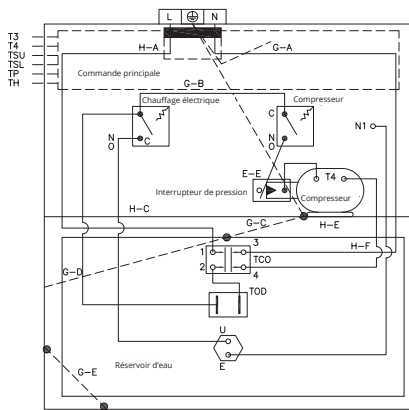 L N
T3
T4
TSU
TSL
TP
TH
H-A
G-A
Commande principale
G-B
Chauffage électrique
Compresseur
C
N
O
C
C
N
O
N1
E-E
T4
Interrupteur de pression
Compresseur
H-C
G-C
H-E
3
1
H-F
TCO
2
4
G-D
TOD
U
E
G-E
Réservoir d'eau